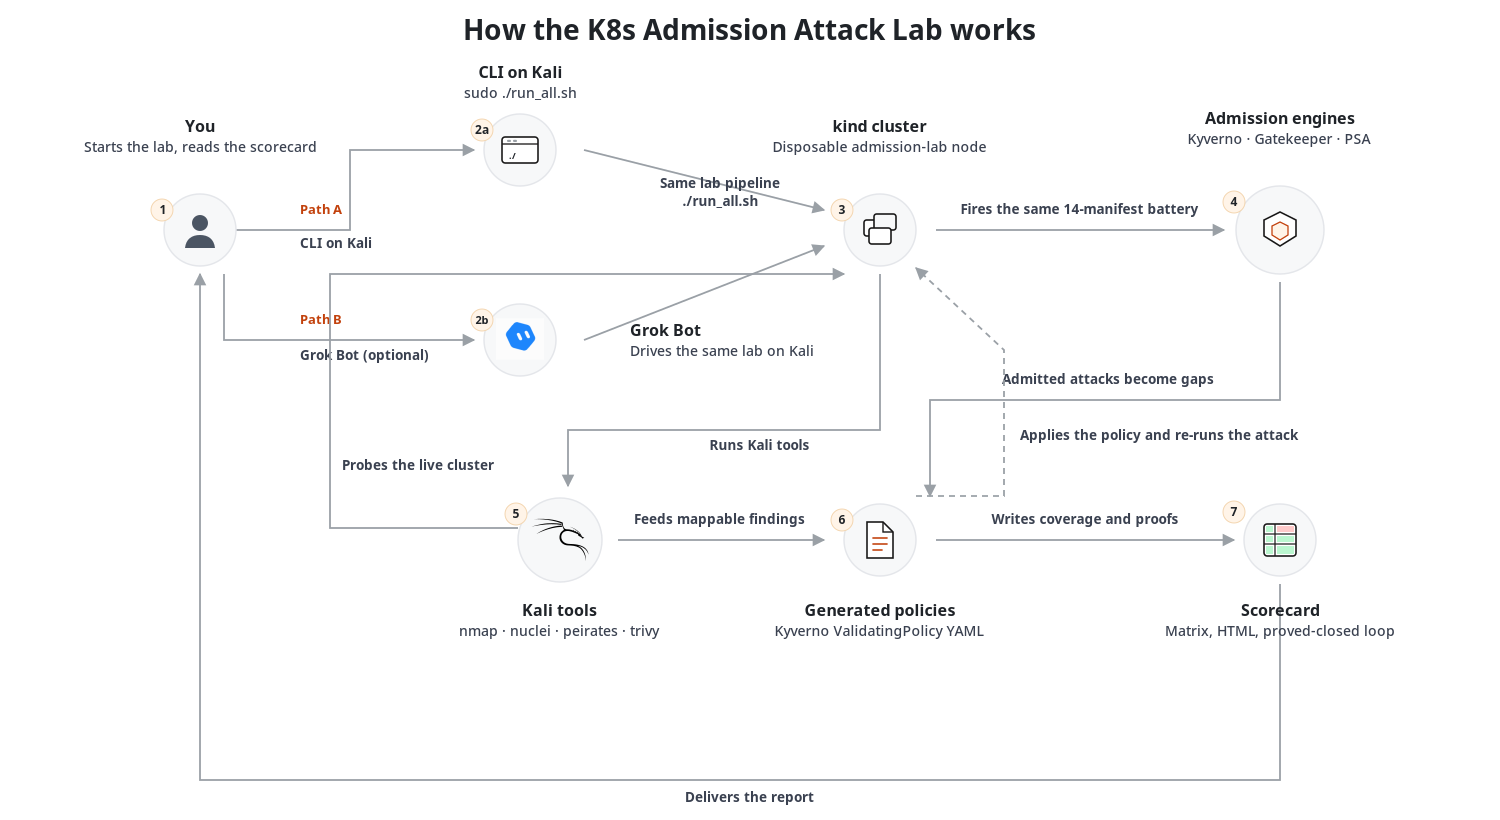 How the K8s Admission Attack Lab works
CLI on Kali
sudo ./run_all.sh
2a
./
You
Starts the lab, reads the scorecard
1
Path A
CLI on Kali
Same lab pipeline
./run_all.sh
kind cluster
Disposable admission-lab node
3
Fires the same 14-manifest battery
Admission engines
Kyverno · Gatekeeper · PSA
4
Path B
Grok Bot (optional)
2b
Grok Bot
Drives the same lab on Kali
Admitted attacks become gaps
Applies the policy and re-runs the attack
Runs Kali tools
Probes the live cluster
5
Feeds mappable findings
6
Writes coverage and proofs
7
Kali tools
nmap · nuclei · peirates · trivy
Generated policies
Kyverno ValidatingPolicy YAML
Scorecard
Matrix, HTML, proved-closed loop
Delivers the report